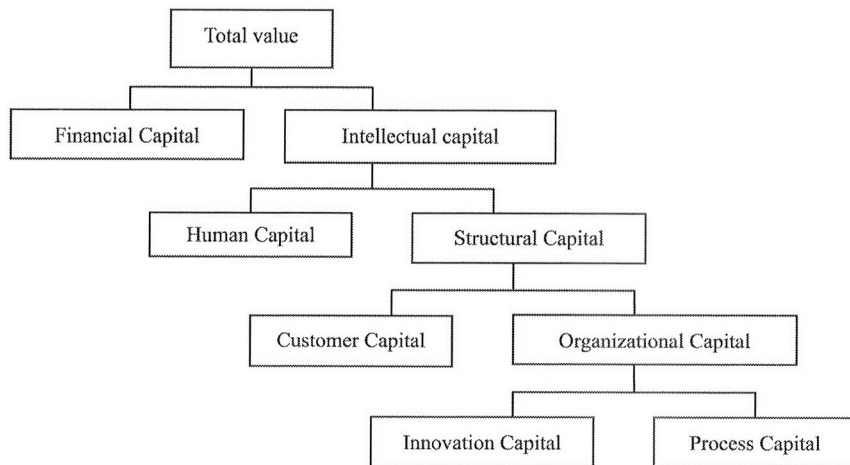 Total value
Financial Capital
Intellectual capital
Human Capital
Structural Capital
Customer Capital
Organizational Capital
Innovation Capital
Process Capital